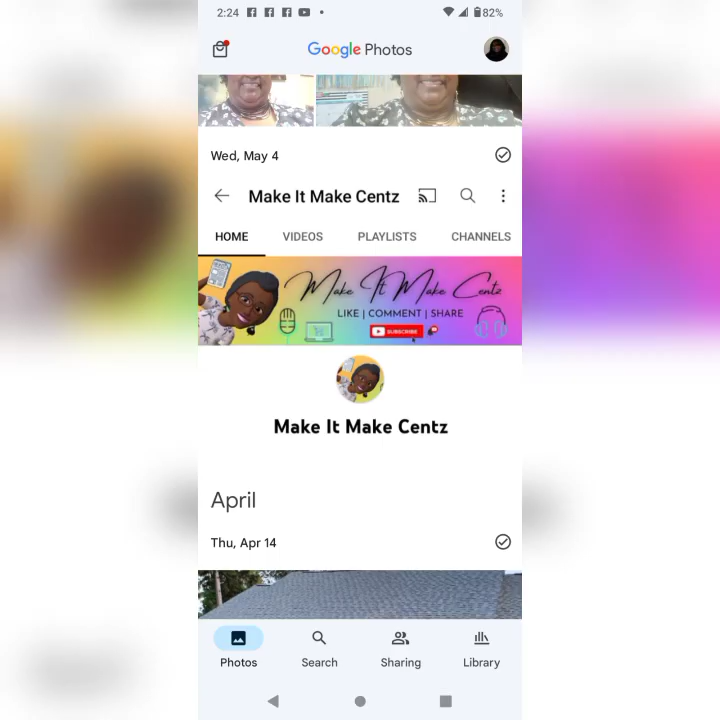 2:24 82%
Google Photos
Wed, May 4
Make It Make Centz
HOME VIDEOS PLAYLISTS CHANNELS
Make It Make Centz
LIKE | COMMENT | SHARE
SUBSCRIBE
Make It Make Centz
April
Thu, Apr 14
Photos Search Sharing Library